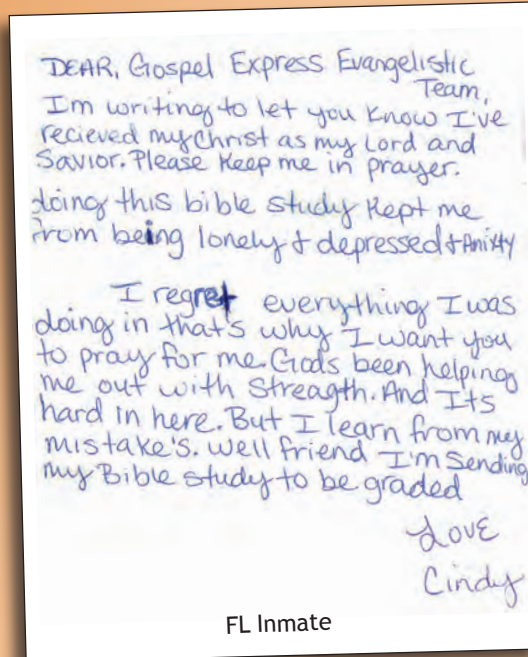 DEAR, Gospel Express Evangelistic
Team,
I'm writing to let you know I've
recieved my Christ as my Lord and
Savior. Please Keep me in prayer.
doing this bible study kept me
from being lonely & depressed & Anixty
I regret everything I was
doing in that's why I want you
to pray for me. Gods been helping
me out with Streagth. And Its
hard in here. But I learn from my
mistake's. well friend I'm Sending
my Bible study to be graded
Love
Cindy
FL Inmate